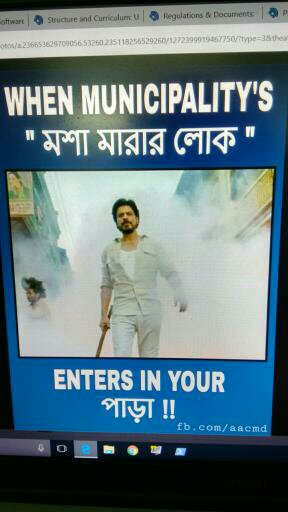 Software
Structure and Curriculum: U
Regulations & Documents:
otos/a.236653629709056.53260.235118256529260/1272399919467750/?type=3&thea
WHEN MUNICIPALITY'S
" মশা মারার লোক "
ENTERS IN YOUR
পাড়া !!
fb.com/aacmd